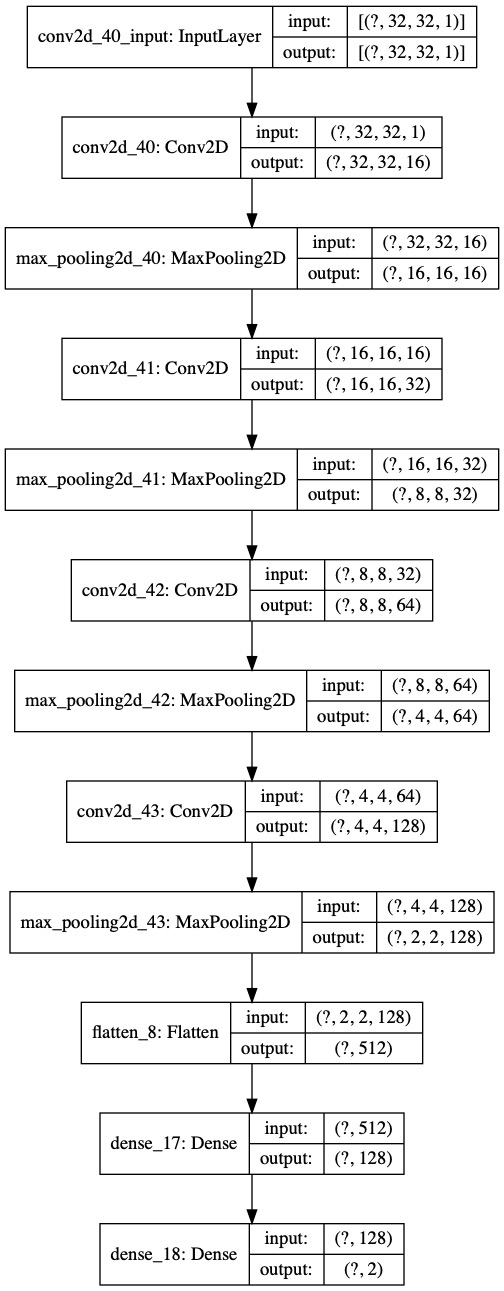 conv2d_40_input: InputLayer
input: [(?, 32, 32, 1)]
output: [(?, 32, 32, 1)]
conv2d_40: Conv2D
input: (?, 32, 32, 1)
output: (?, 32, 32, 16)
max_pooling2d_40: MaxPooling2D
input: (?, 32, 32, 16)
output: (?, 16, 16, 16)
conv2d_41: Conv2D
input: (?, 16, 16, 16)
output: (?, 16, 16, 32)
max_pooling2d_41: MaxPooling2D
input: (?, 16, 16, 32)
output: (?, 8, 8, 32)
conv2d_42: Conv2D
input: (?, 8, 8, 32)
output: (?, 8, 8, 64)
max_pooling2d_42: MaxPooling2D
input: (?, 8, 8, 64)
output: (?, 4, 4, 64)
conv2d_43: Conv2D
input: (?, 4, 4, 64)
output: (?, 4, 4, 128)
max_pooling2d_43: MaxPooling2D
input: (?, 4, 4, 128)
output: (?, 2, 2, 128)
flatten_8: Flatten
input: (?, 2, 2, 128)
output: (?, 512)
dense_17: Dense
input: (?, 512)
output: (?, 128)
dense_18: Dense
input: (?, 128)
output: (?, 2)